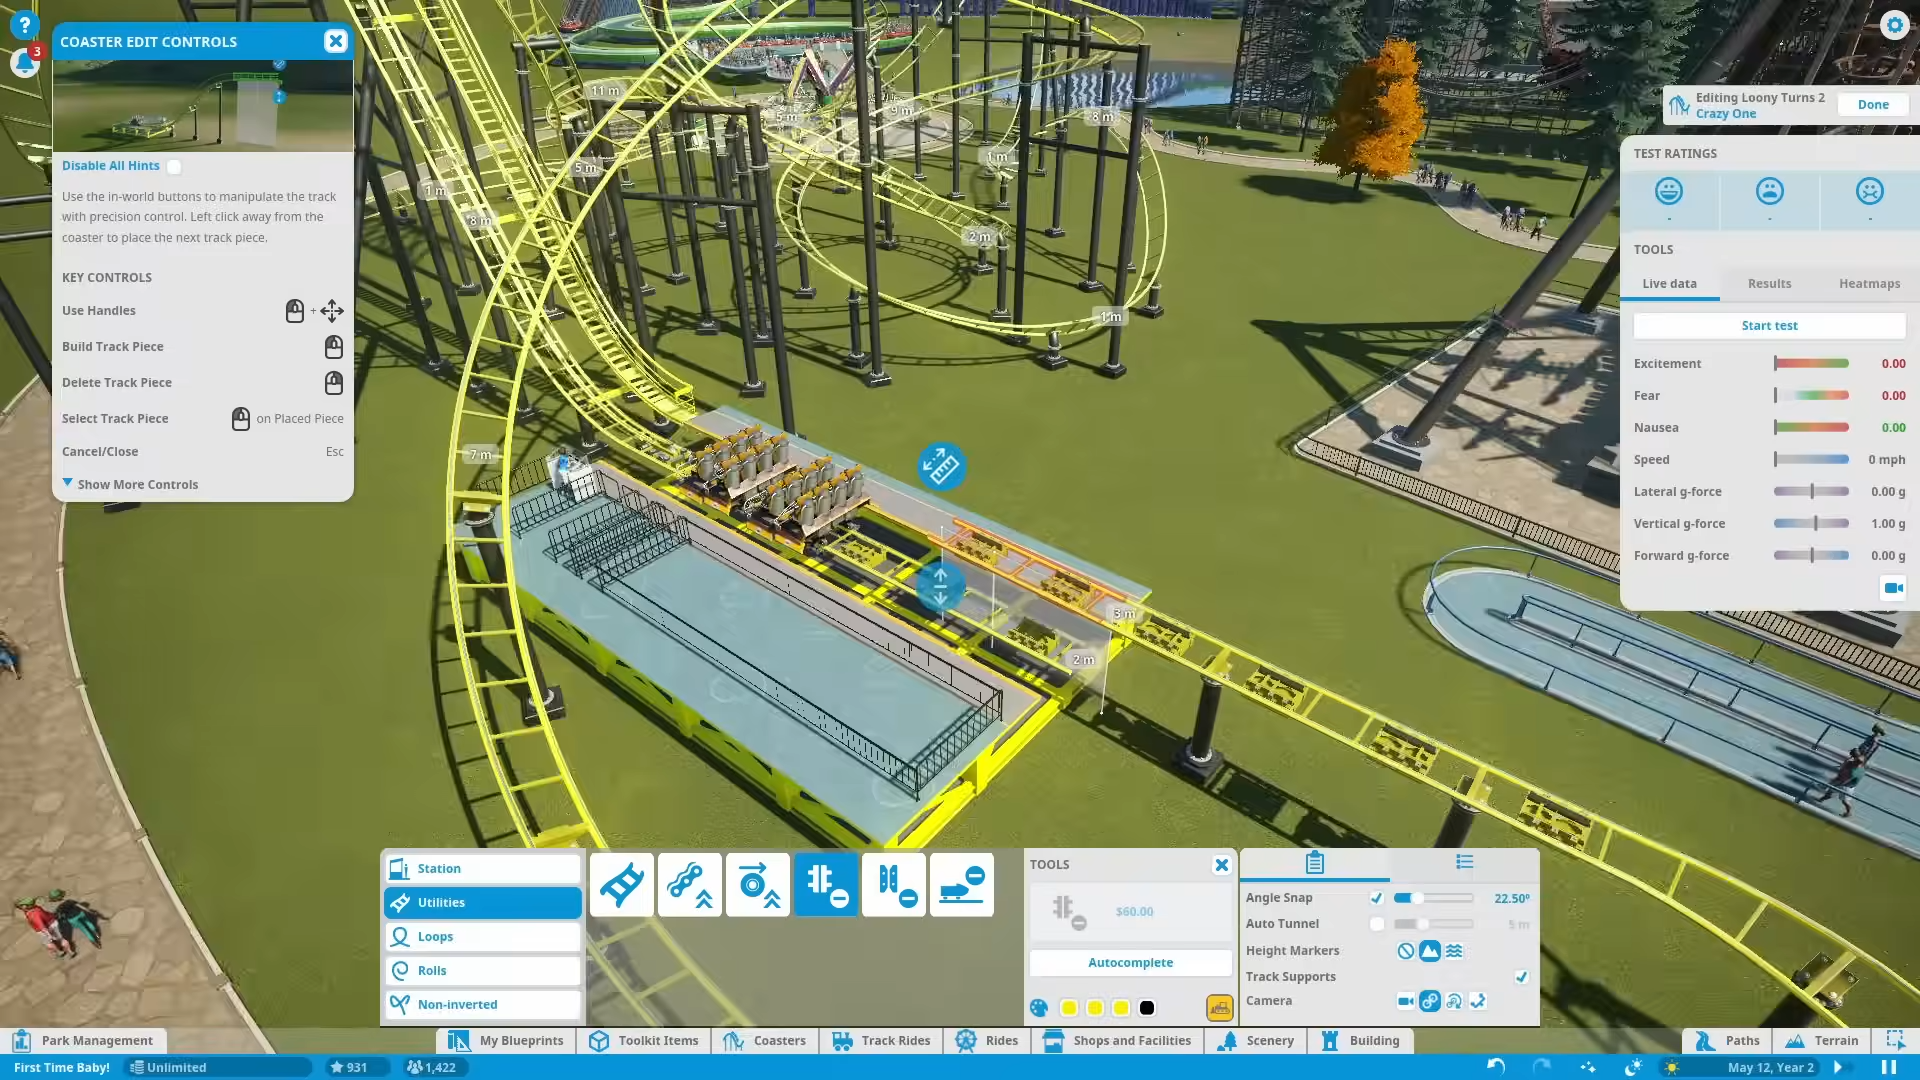 ?
3
COASTER EDIT CONTROLS
Disable All Hints
Use the in-world buttons to manipulate the track
with precision control. Left click away from the
coaster to place the next track piece.
KEY CONTROLS
Use Handles
+
Build Track Piece
Delete Track Piece
Select Track Piece
on Placed Piece
Cancel/Close
Esc
Show More Controls
11 m
5 m
9 m
8 m
1 m
5 m
1 m
8 m
2 m
1 m
7 m
3 m
2 m
Editing Loony Turns 2
Crazy One
Done
TEST RATINGS
-
-
-
TOOLS
Live data
Results
Heatmaps
Start test
Excitement
0.00
Fear
0.00
Nausea
0.00
Speed
0 mph
Lateral g-force
0.00 g
Vertical g-force
1.00 g
Forward g-force
0.00 g
Station
Utilities
Loops
Rolls
Non-inverted
TOOLS
$60.00
Autocomplete
Angle Snap
22.50°
Auto Tunnel
5 m
Height Markers
Track Supports
Camera
Park Management
My Blueprints
Toolkit Items
Coasters
Track Rides
Rides
Shops and Facilities
Scenery
Building
Paths
Terrain
First Time Baby!
Unlimited
931
1,422
May 12, Year 2